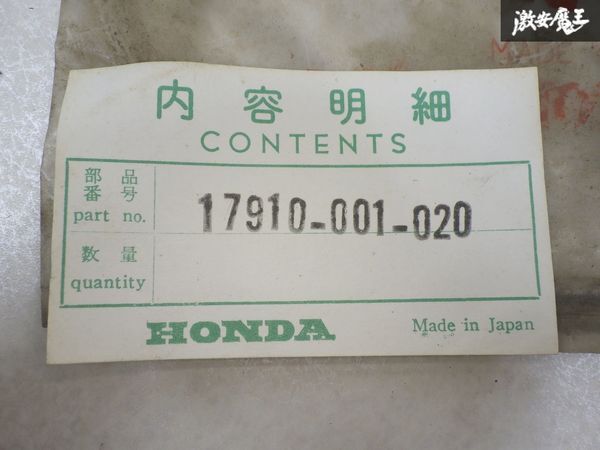 激安魔王
内容明細
CONTENTS
部品
番号
part no.
17910-001-020
数量
quantity
HONDA
Made in Japan